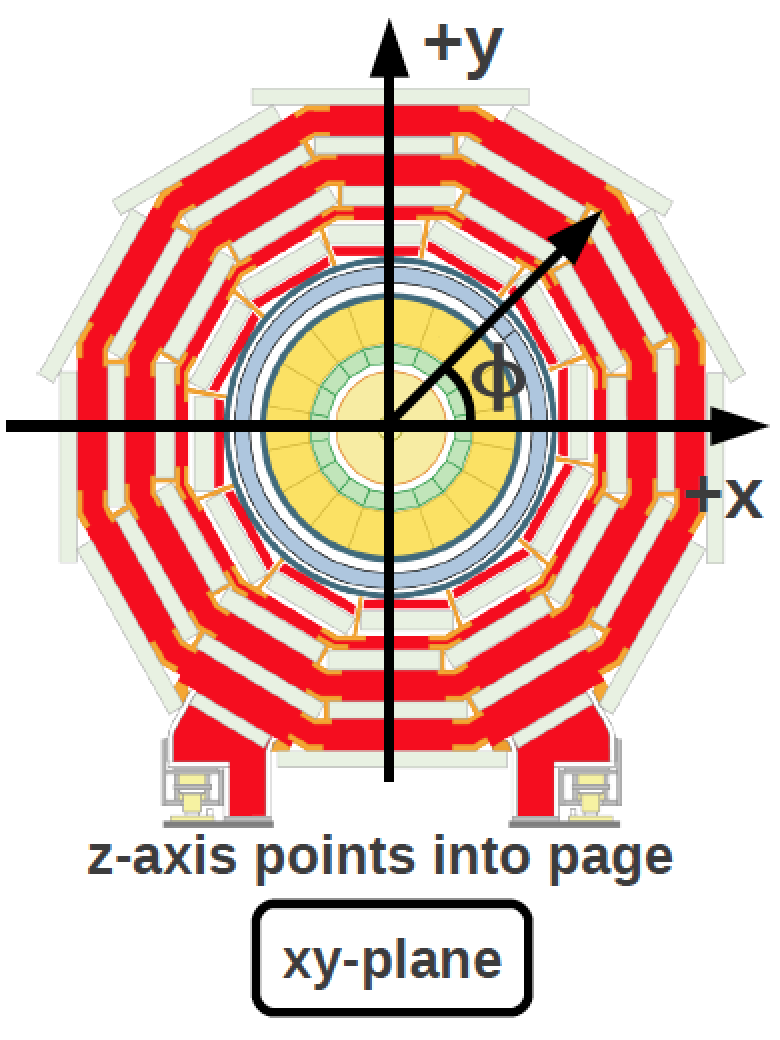 +y
ϕ
+x
z-axis points into page
xy-plane